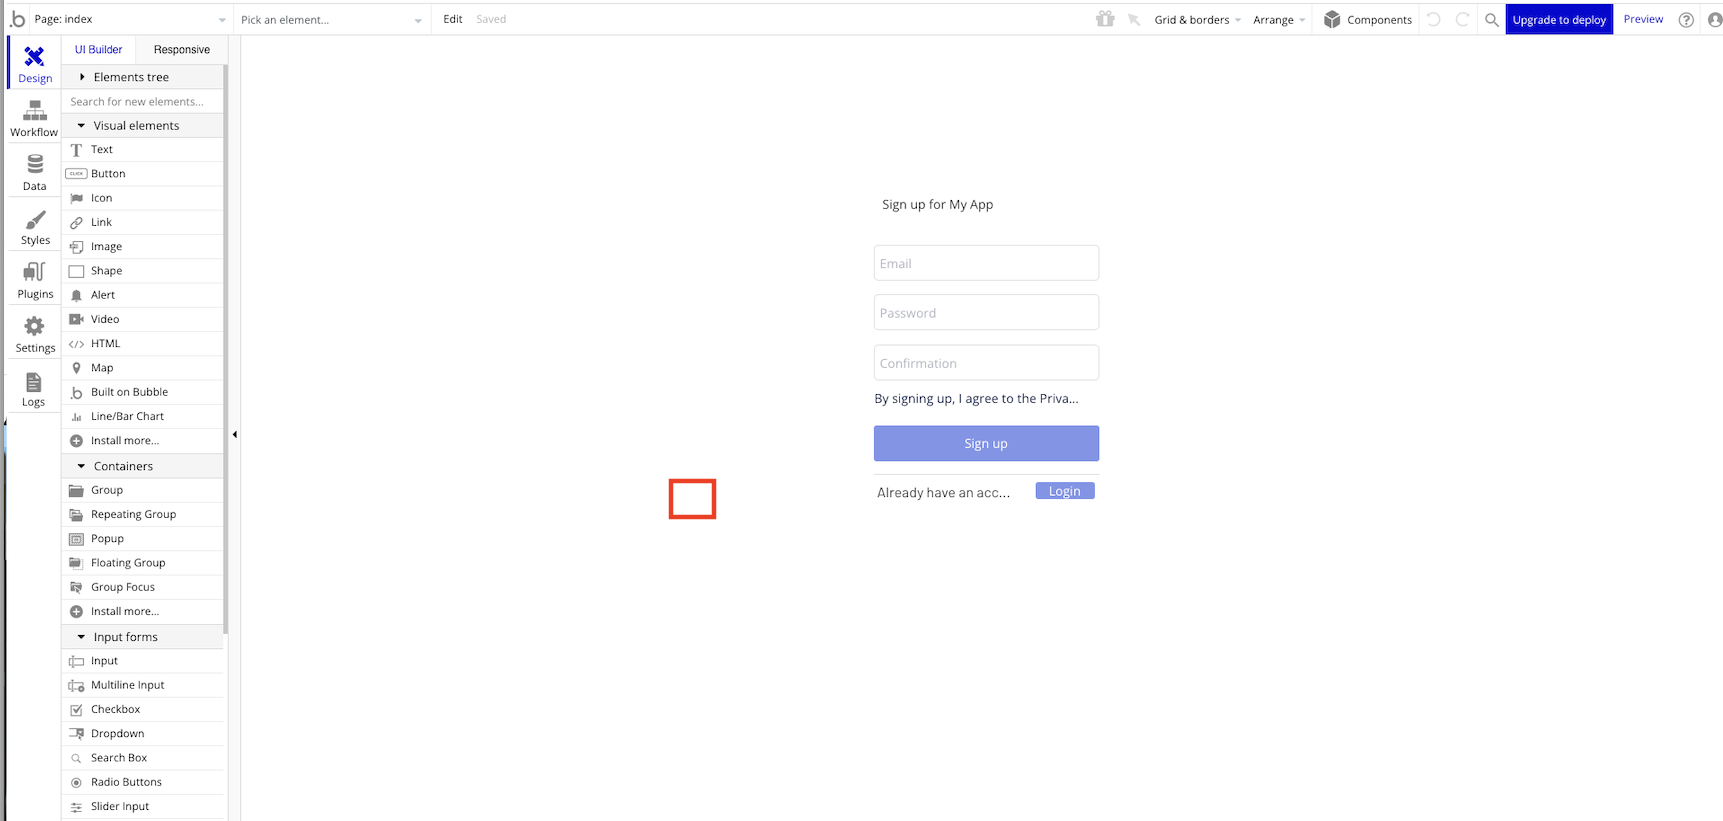 .b Page: index Pick an element... Edit Saved Grid & borders Arrange Components Upgrade to deploy Preview ?
UI Builder Responsive
Design
Workflow
Data
Styles
Plugins
Settings
Logs
Elements tree
Search for new elements...
Visual elements
Text
CLICK Button
Icon
Link
Image
Shape
Alert
Video
</> HTML
Map
.b Built on Bubble
Line/Bar Chart
Install more...
Containers
Group
Repeating Group
Popup
Floating Group
Group Focus
Install more...
Input forms
Input
Multiline Input
Checkbox
Dropdown
Search Box
Radio Buttons
Slider Input
Sign up for My App
Email
Password
Confirmation
By signing up, I agree to the Priva...
Sign up
Already have an acc... Login